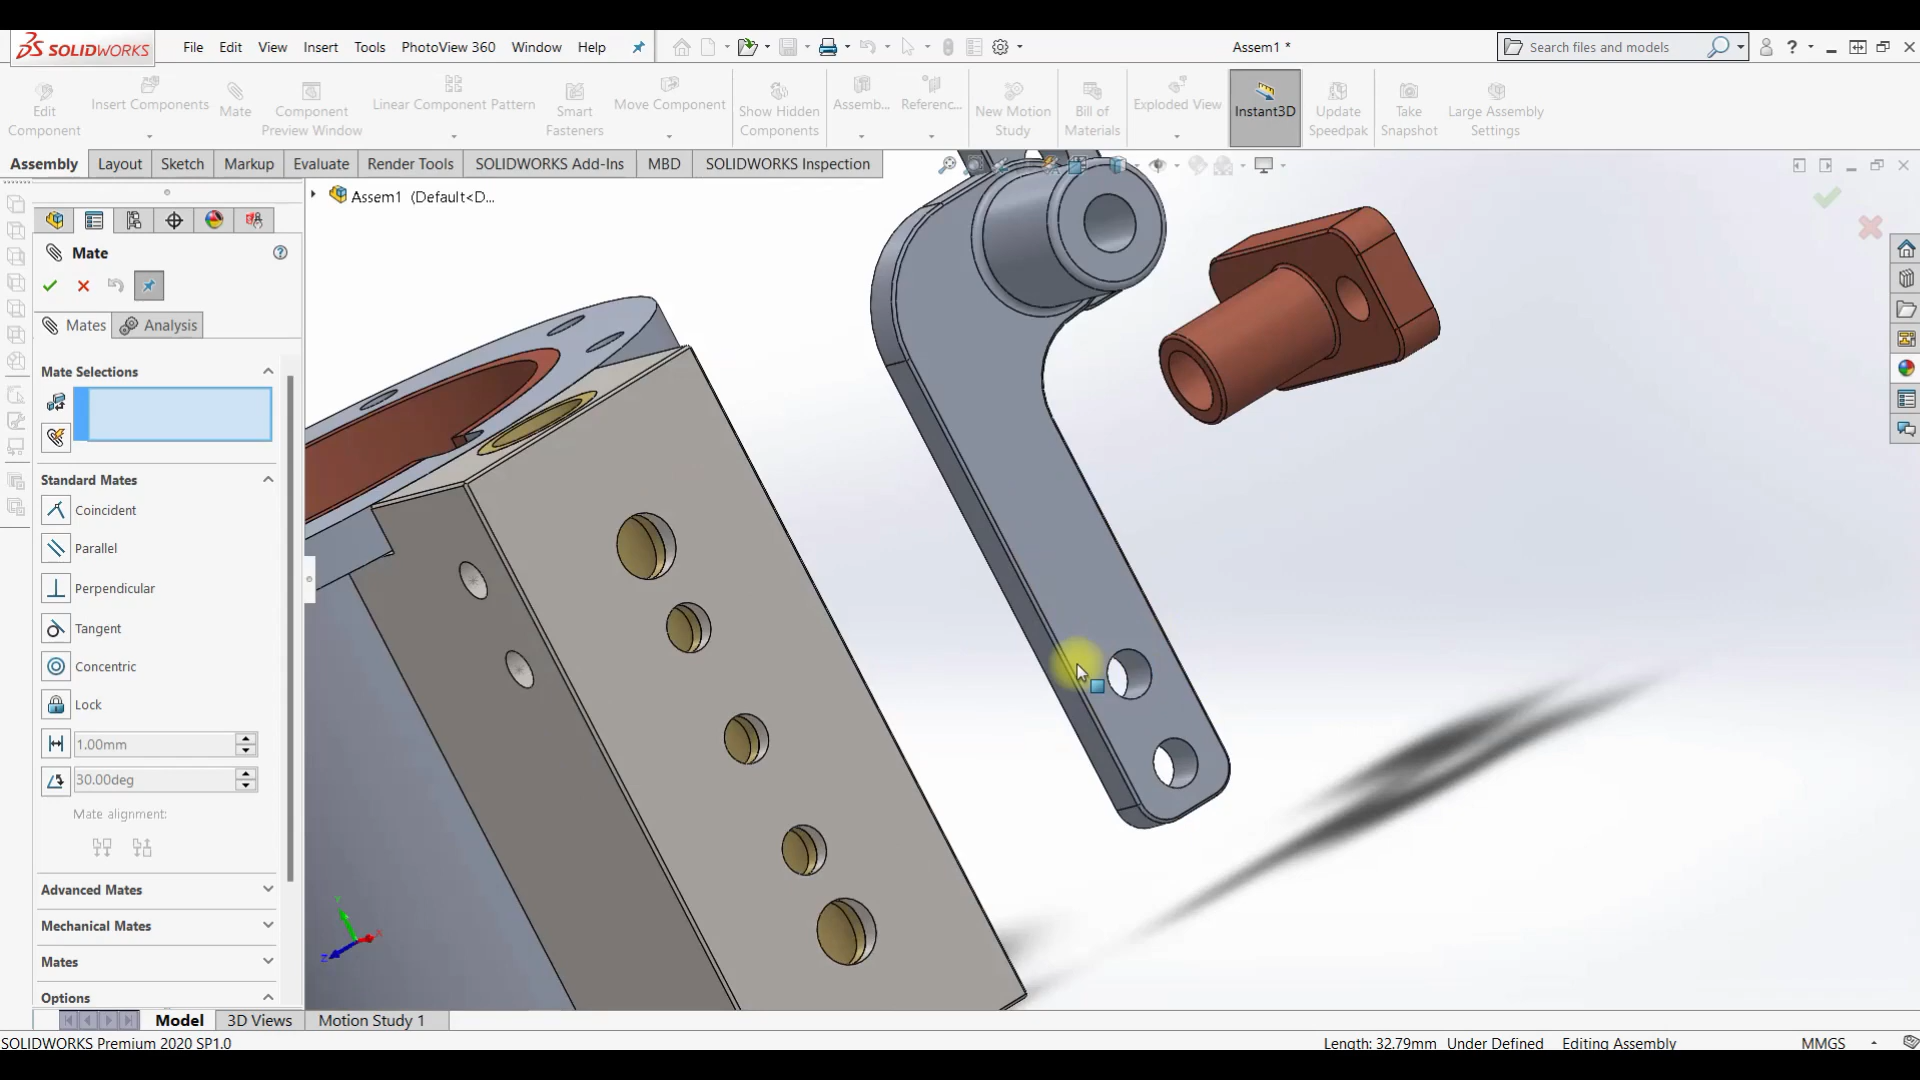 SOLIDWORKS File Edit View Insert Tools PhotoView 360 Window Help Assem1 * Search files and models ?
Edit Component Insert Components Mate Component Preview Window Linear Component Pattern Smart Fasteners Move Component Show Hidden Components Assemb... Referenc... New Motion Study Bill of Materials Exploded View Instant3D Update Speedpak Take Snapshot Large Assembly Settings
Assembly Layout Sketch Markup Evaluate Render Tools SOLIDWORKS Add-Ins MBD SOLIDWORKS Inspection
Assem1 (Default<D...
Mate ?
Mates Analysis
Mate Selections
Standard Mates
Coincident
Parallel
Perpendicular
Tangent
Concentric
Lock
1.00mm
30.00deg
Mate alignment:
Advanced Mates
Mechanical Mates
Mates
Options
Y
X
Z
Model 3D Views Motion Study 1
SOLIDWORKS Premium 2020 SP1.0 Length: 32.79mm Under Defined Editing Assembly MMGS